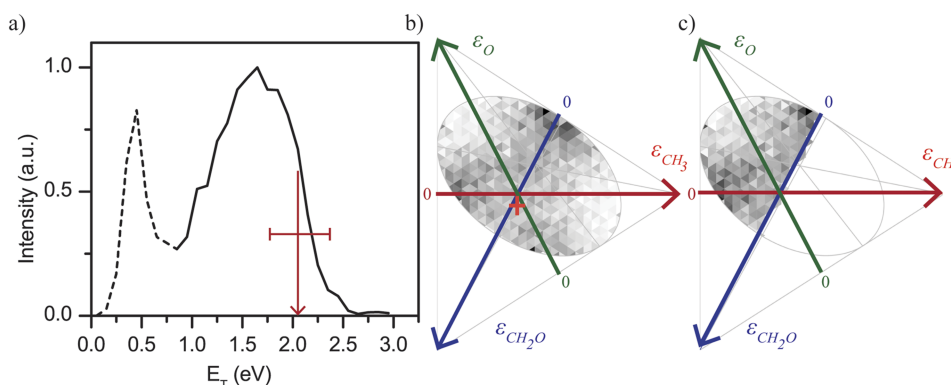 a)
b)
c)
1.0
0.5
0.0
Intensity (a.u.)
0.0 0.5 1.0 1.5 2.0 2.5 3.0
E_T (eV)
ε_O
0
ε_CH3
0
0
ε_CH2O
ε_O
0
ε_CH
0
0
ε_CH2O